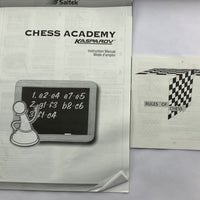 Saitek
CHESS ACADEMY
KASPAROV
Instruction Manual
Mode d'emploi
1. e2 e4 e7 e5
2. g1 f3 b8 c6
3. f1 c4
RULES OF CHESS